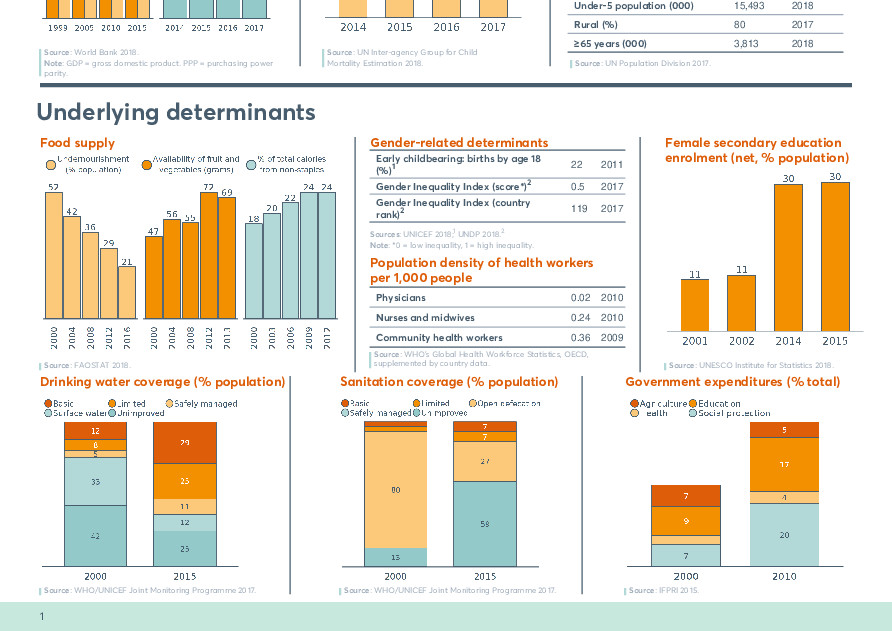 1999 2005 2010 2015
2014 2015 2016 2017
2014 2015 2016 2017
Under-5 population (000) 15,493 2018
Rural (%) 80 2017
≥65 years (000) 3,813 2018
Source: World Bank 2018.
Note: GDP = gross domestic product. PPP = purchasing power
parity.
Source: UN Inter-agency Group for Child
Mortality Estimation 2018.
Source: UN Population Division 2017.
Underlying determinants
Food supply
Undernourishment
(% population)
Availability of fruit and
vegetables (grams)
% of total calories
from non-staples
52 42 36 29 21
47 56 55 72 69
18 20 22 24 24
2000 2004 2008 2012 2016
2000 2004 2008 2012
2000 2006 2009 2012
Source: FAOSTAT 2018.
Gender-related determinants
Early childbearing: births by age 18
(%)1 22 2011
Gender Inequality Index (score*)2 0.5 2017
Gender Inequality Index (country
rank)2 119 2017
Sources: UNICEF 2018,1 UNDP 2018.2
Note: *0 = low inequality, 1 = high inequality.
Population density of health workers
per 1,000 people
Physicians 0.02 2010
Nurses and midwives 0.24 2010
Community health workers 0.36 2009
Source: WHO's Global Health Workforce Statistics, OECD,
supplemented by country data.
Female secondary education
enrolment (net, % population)
11 11 30 30
2001 2002 2014 2015
Source: UNESCO Institute for Statistics 2018.
Drinking water coverage (% population)
Basic Limited Safely managed
Surface water Unimproved
12 29
8 25
5 11
33 12
42 23
2000 2015
Source: WHO/UNICEF Joint Monitoring Programme 2017.
Sanitation coverage (% population)
Basic Limited Open defecation
Safely managed Unimproved
7
7
80 27
13 58
2000 2015
Source: WHO/UNICEF Joint Monitoring Programme 2017.
Government expenditures (% total)
Agriculture Education
Health Social protection
7 5
9 17
4
7 20
2000 2010
Source: IFPRI 2015.
1